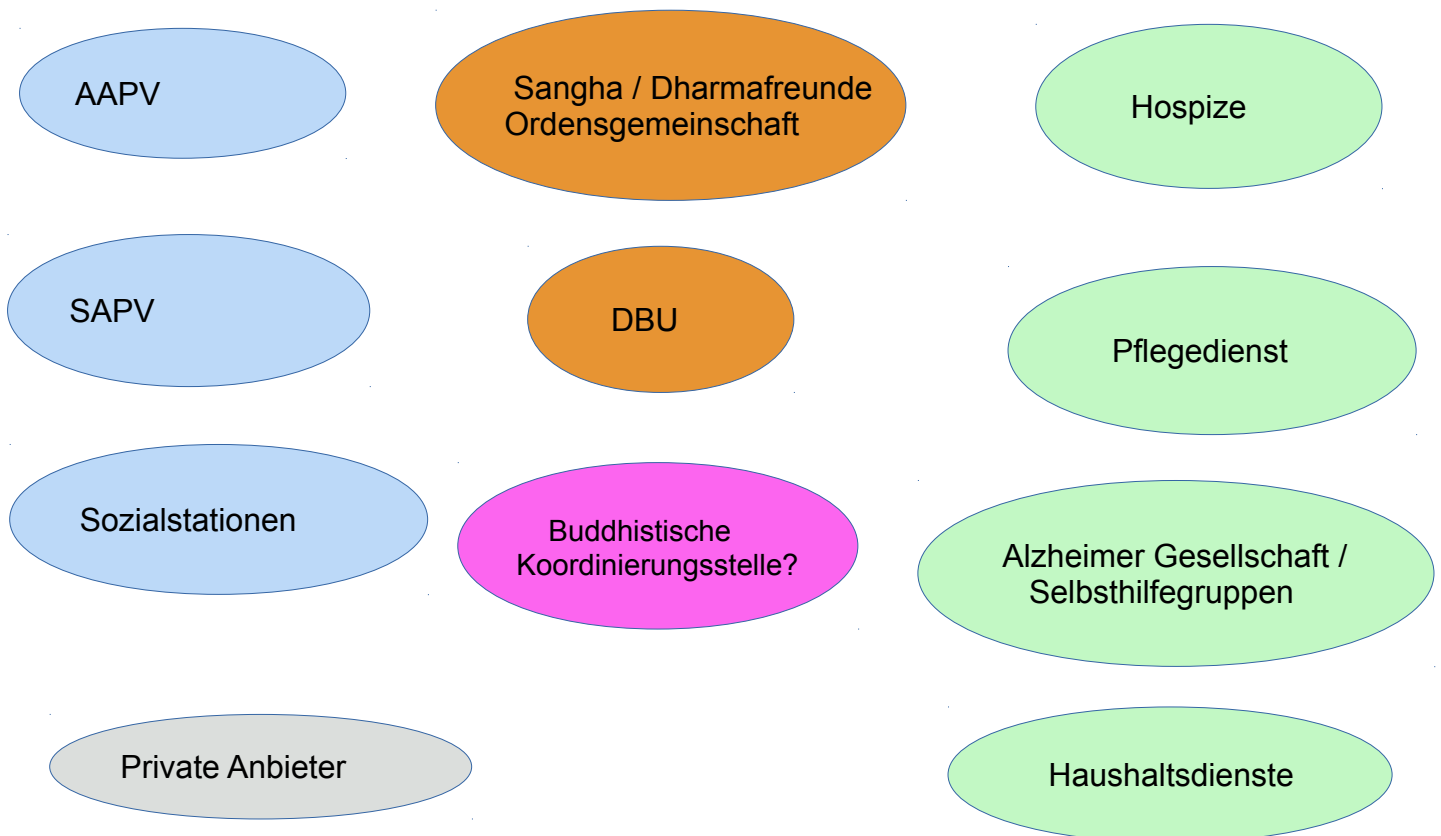 AAPV
Sangha / Dharmafreunde
Ordensgemeinschaft
Hospize
SAPV
DBU
Pflegedienst
Sozialstationen
Buddhistische
Koordinierungsstelle?
Alzheimer Gesellschaft /
Selbsthilfegruppen
Private Anbieter
Haushaltsdienste